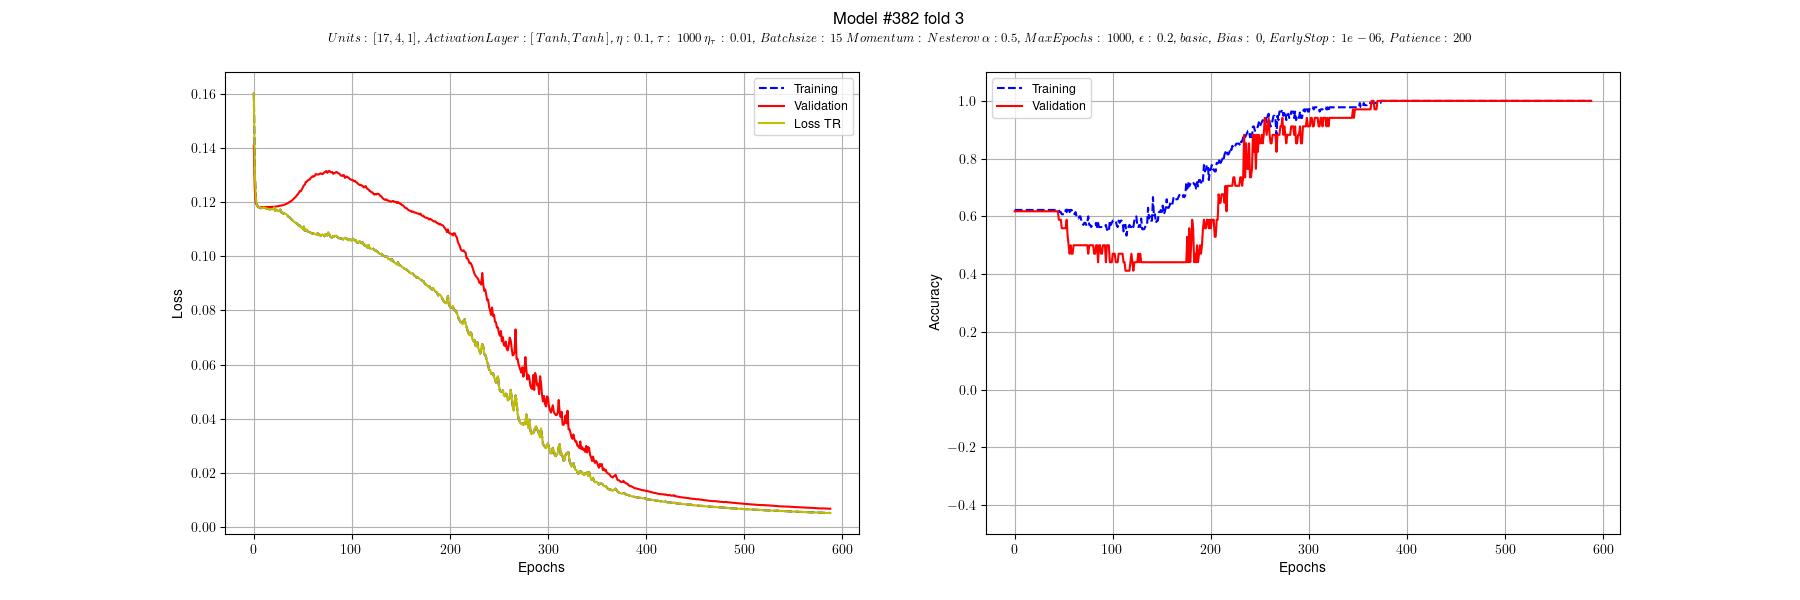 Model #382 fold 3
Units : [17, 4, 1], ActivationLayer : [Tanh, Tanh], η : 0.1, τ : 1000 ητ : 0.01, Batchsize : 15 Momentum : Nesterov α : 0.5, MaxEpochs : 1000, ϵ : 0.2, basic, Bias : 0, EarlyStop : 1e − 06, Patience : 200
Training
Validation
Loss TR
0.16
0.14
0.12
0.10
0.08
0.06
0.04
0.02
0.00
Loss
0 100 200 300 400 500 600
Epochs
Training
Validation
1.0
0.8
0.6
0.4
0.2
0.0
−0.2
−0.4
Accuracy
0 100 200 300 400 500 600
Epochs